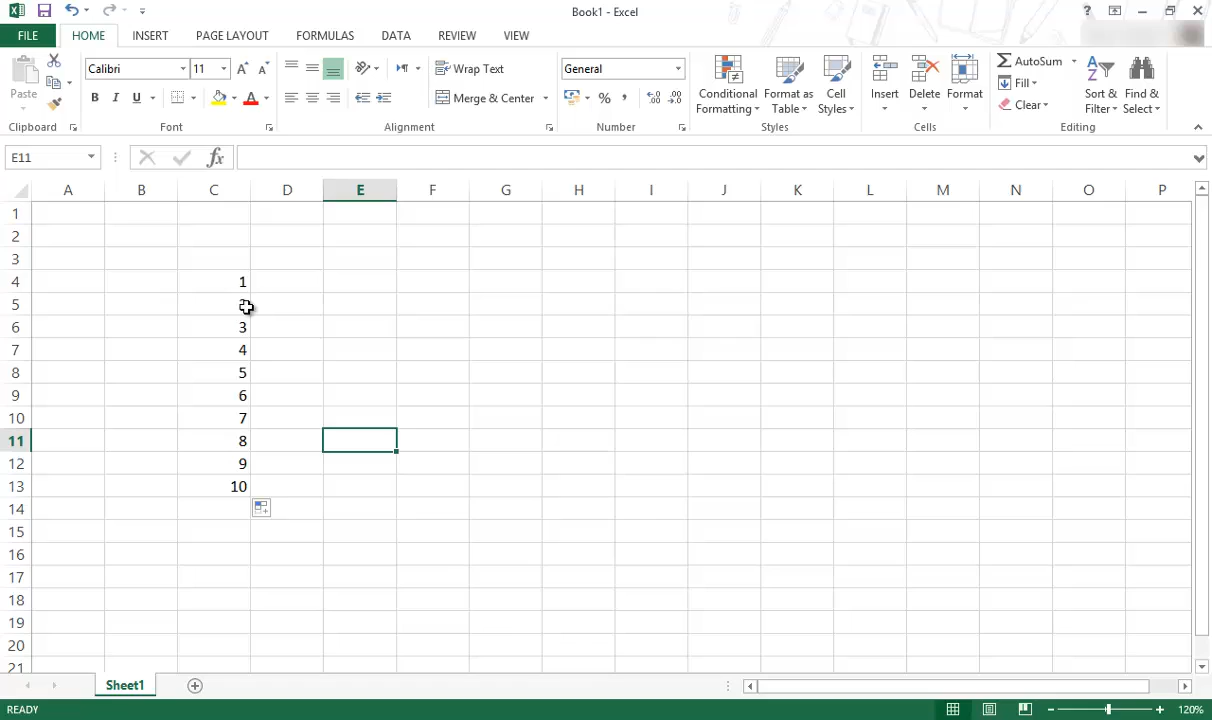 Book1 - Excel
?
FILE HOME INSERT PAGE LAYOUT FORMULAS DATA REVIEW VIEW
Paste
Calibri 11 A A
B I U A
Wrap Text
Merge & Center
General
% , .00 .0
Conditional Formatting
Format as Table
Cell Styles
Insert Delete Format
AutoSum
Fill
Clear
Sort & Filter
Find & Select
Clipboard Font Alignment Number Styles Cells Editing
E11 fx
A B C D E F G H I J K L M N O P
1
2
3
4 1
5
6 3
7 4
8 5
9 6
10 7
11 8
12 9
13 10
14
15
16
17
18
19
20
21
Sheet1
READY 120%